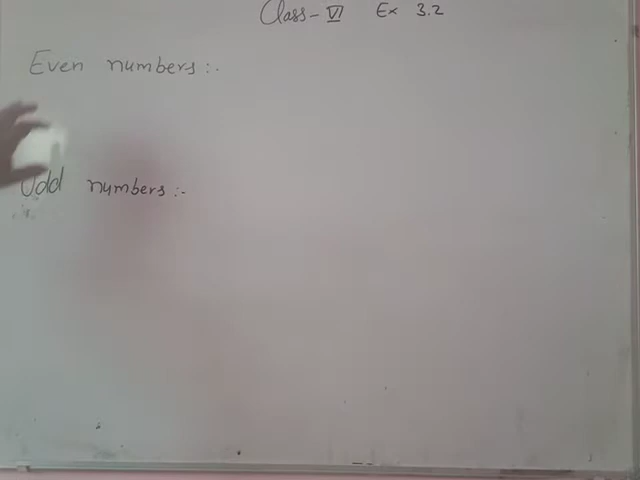 Class - VI Ex 3.2
Even numbers :-
Odd numbers :-